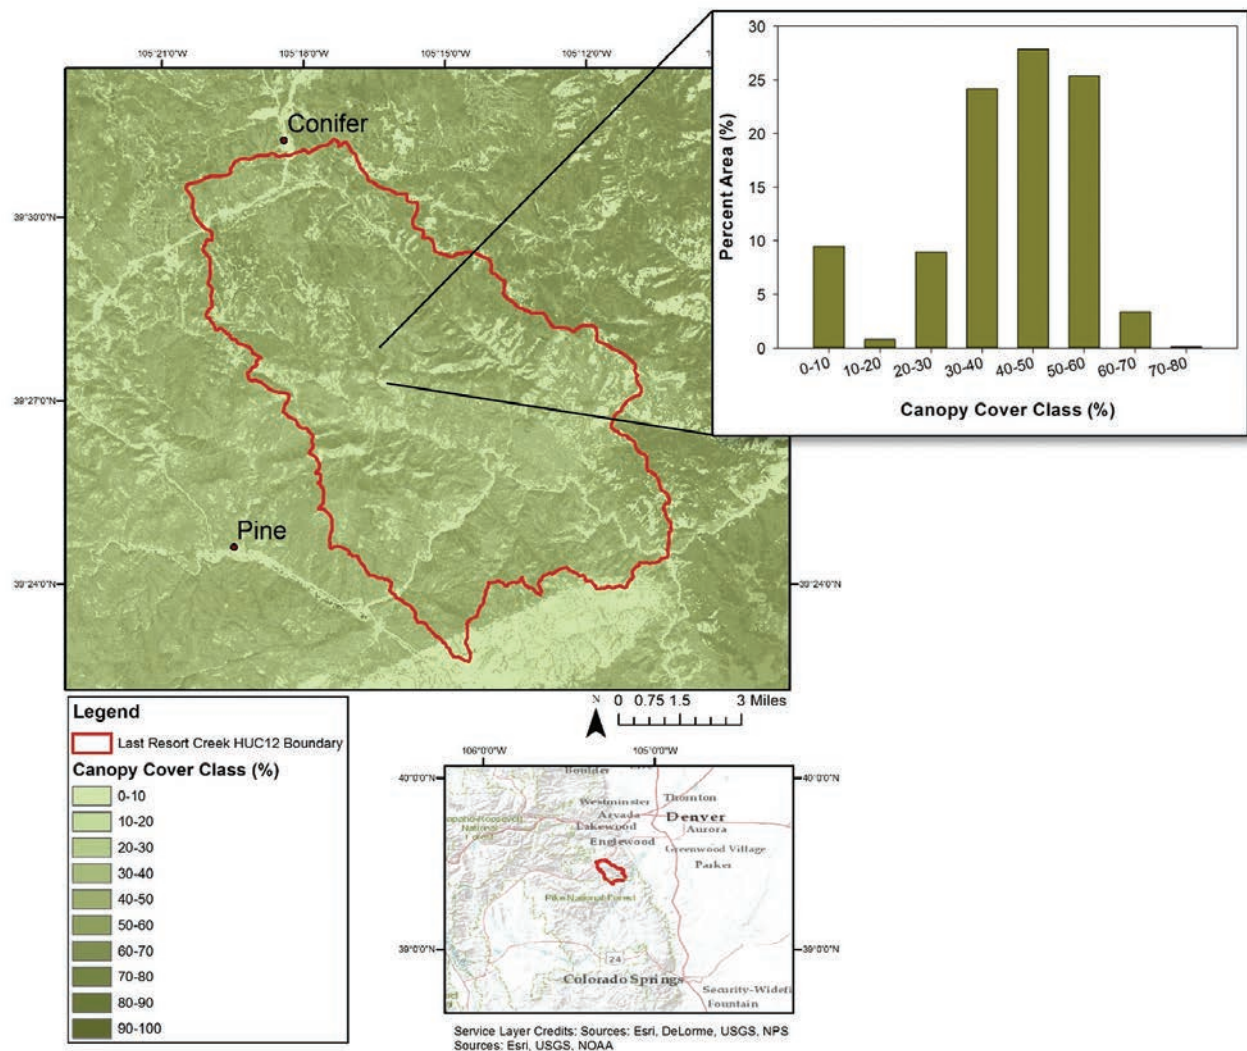 105°21'0"W
105°18'0"W
105°15'0"W
105°12'0"W
Conifer
39°30'0"N
39°27'0"N
Pine
39°24'0"N
39°24'0"N
30
25
20
15
10
5
0
Percent Area (%)
0-10
10-20
20-30
30-40
40-50
50-60
60-70
70-80
Canopy Cover Class (%)
N
0 0.75 1.5 3 Miles
Legend
Last Resort Creek HUC12 Boundary
Canopy Cover Class (%)
0-10
10-20
20-30
30-40
40-50
50-60
60-70
70-80
80-90
90-100
106°0'0"W
105°0'0"W
40°0'0"N
40°0'0"N
Boulder
Westminster
Thornton
Arvada
Denver
Lakewood
Aurora
Englewood
National
Greenwood Village
Parker
Pike National Forest
39°0'0"N
39°0'0"N
24
Colorado Springs
Security-Widefi
Fountain
Service Layer Credits: Sources: Esri, DeLorme, USGS, NPS
Sources: Esri, USGS, NOAA